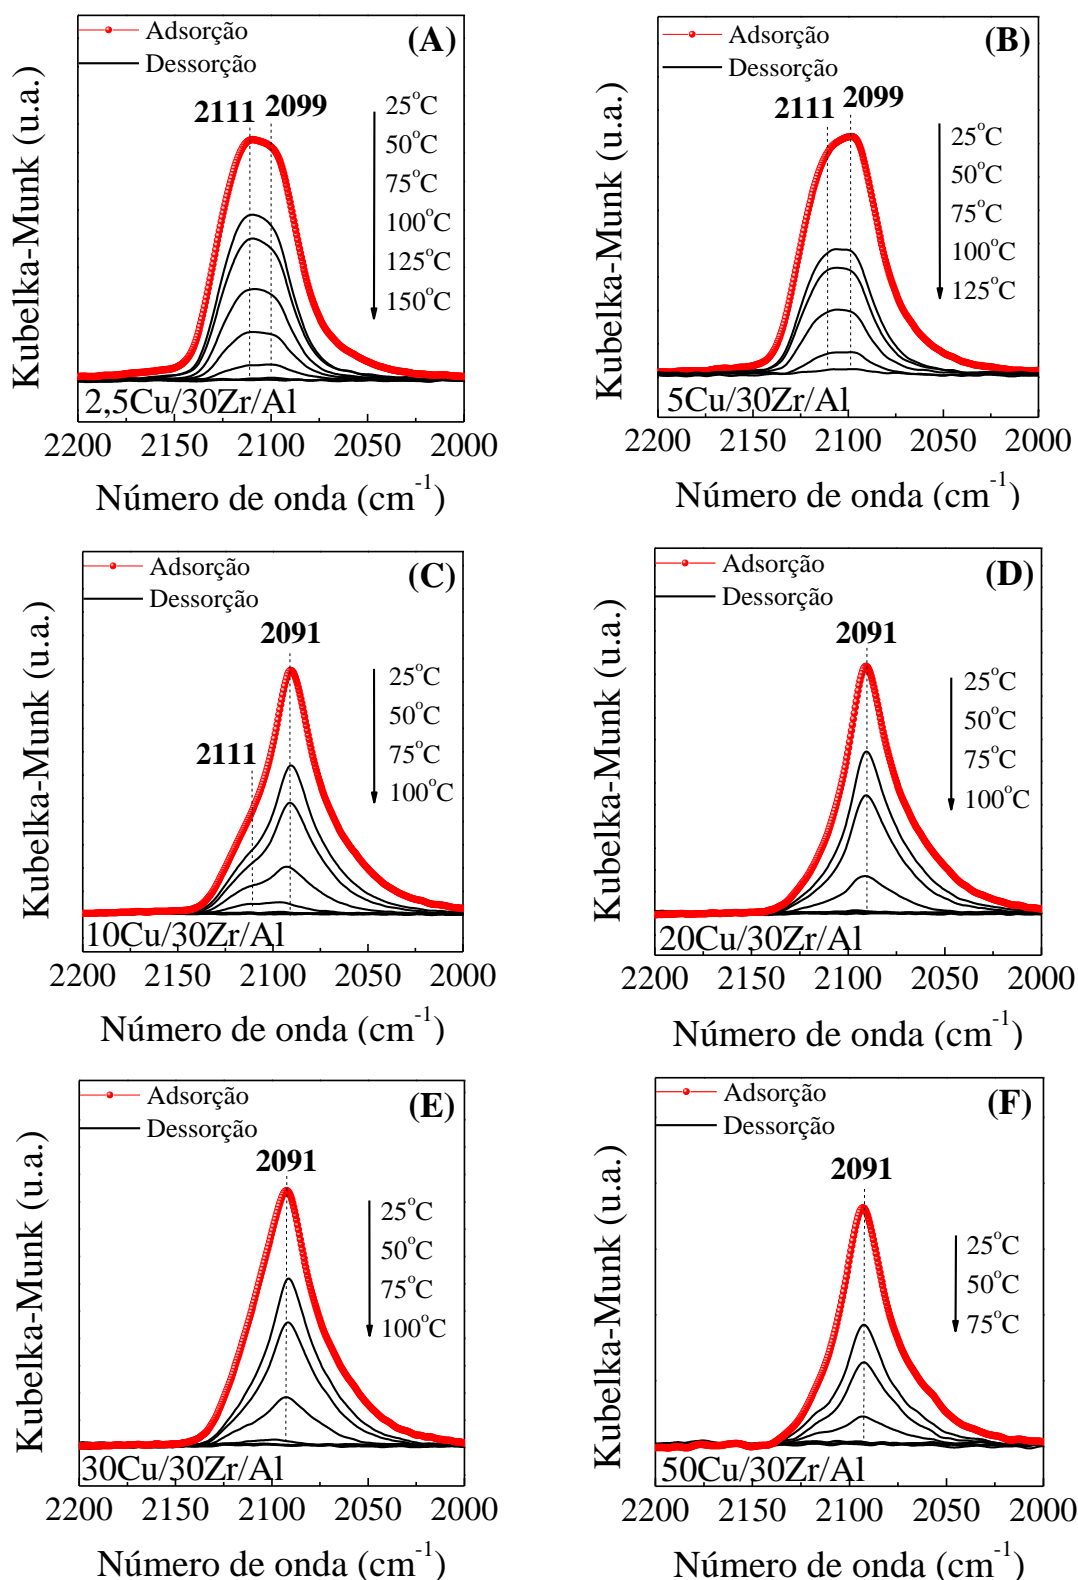 Adsorção
Dessorção
(A)
2111
2099
25°C
50°C
75°C
100°C
125°C
150°C
Kubelka-Munk (u.a.)
2,5Cu/30Zr/Al
2200 2150 2100 2050 2000
Número de onda (cm⁻¹)
Adsorção
Dessorção
(B)
2111
2099
25°C
50°C
75°C
100°C
125°C
Kubelka-Munk (u.a.)
5Cu/30Zr/Al
2200 2150 2100 2050 2000
Número de onda (cm⁻¹)
Adsorção
Dessorção
(C)
2091
2111
25°C
50°C
75°C
100°C
Kubelka-Munk (u.a.)
10Cu/30Zr/Al
2200 2150 2100 2050 2000
Número de onda (cm⁻¹)
Adsorção
Dessorção
(D)
2091
25°C
50°C
75°C
100°C
Kubelka-Munk (u.a.)
20Cu/30Zr/Al
2200 2150 2100 2050 2000
Número de onda (cm⁻¹)
Adsorção
Dessorção
(E)
2091
25°C
50°C
75°C
100°C
Kubelka-Munk (u.a.)
30Cu/30Zr/Al
2200 2150 2100 2050 2000
Número de onda (cm⁻¹)
Adsorção
Dessorção
(F)
2091
25°C
50°C
75°C
Kubelka-Munk (u.a.)
50Cu/30Zr/Al
2200 2150 2100 2050 2000
Número de onda (cm⁻¹)